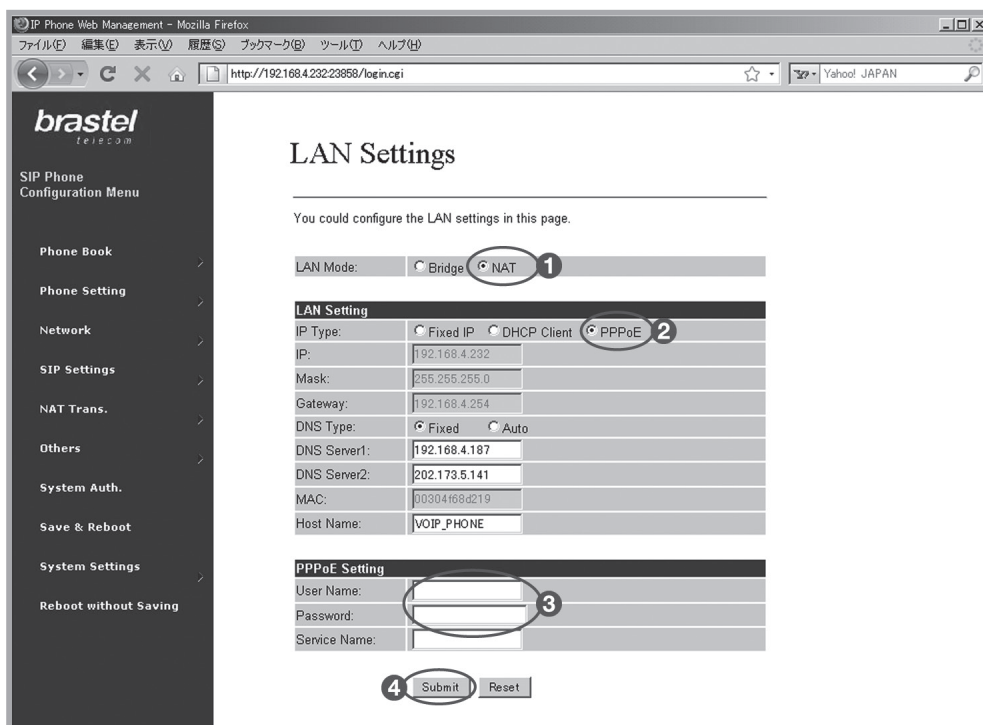 IP Phone Web Management - Mozilla Firefox
ファイル(F) 編集(E) 表示(V) 履歴(S) ブックマーク(B) ツール(T) ヘルプ(H)
http://192.168.4.232:23858/login.cgi
Yahoo! JAPAN
brastel
telecom
SIP Phone
Configuration Menu
Phone Book
Phone Setting
Network
SIP Settings
NAT Trans.
Others
System Auth.
Save & Reboot
System Settings
Reboot without Saving
LAN Settings
You could configure the LAN settings in this page.
LAN Mode: Bridge NAT 1
LAN Setting
IP Type: Fixed IP DHCP Client PPPoE 2
IP: 192.168.4.232
Mask: 255.255.255.0
Gateway: 192.168.4.254
DNS Type: Fixed Auto
DNS Server1: 192.168.4.187
DNS Server2: 202.173.5.141
MAC: 00304f68d219
Host Name: VOIP_PHONE
PPPoE Setting
User Name:
Password: 3
Service Name:
4 Submit Reset